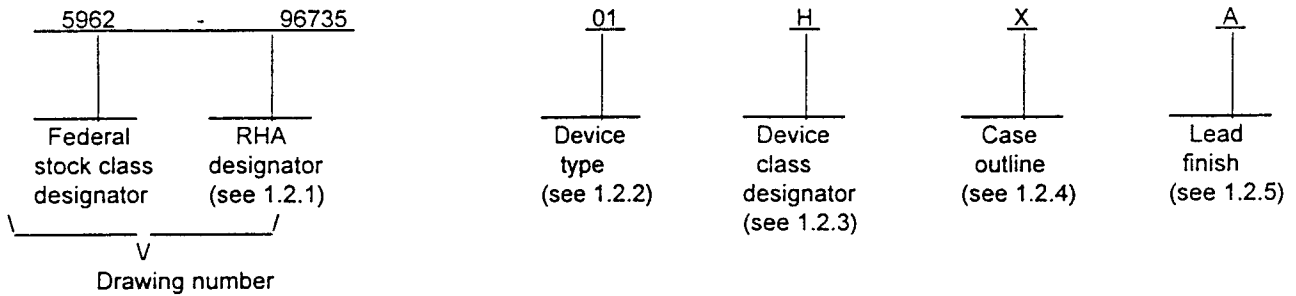 5962 - 96735 01 H X A
Federal stock class designator
RHA designator (see 1.2.1)
Device type (see 1.2.2)
Device class designator (see 1.2.3)
Case outline (see 1.2.4)
Lead finish (see 1.2.5)
\ / V
Drawing number